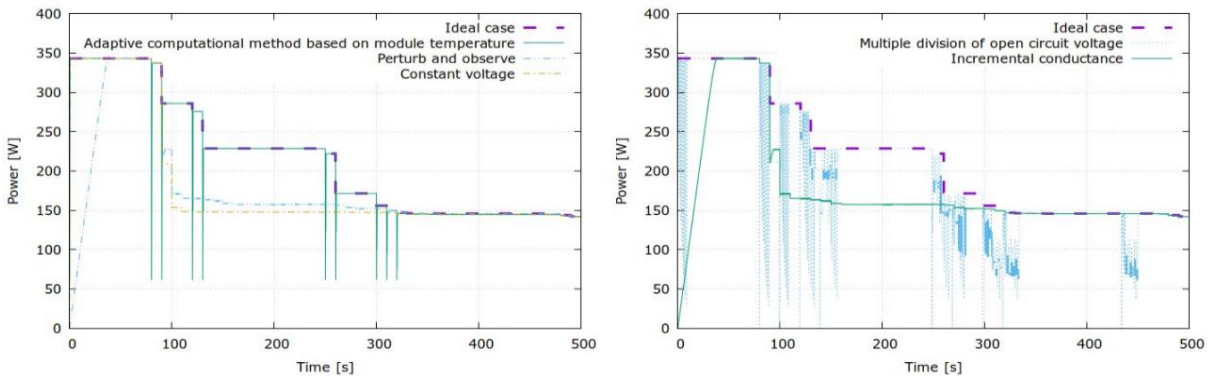 400
350
300
250
200
150
100
50
0
Power [W]
Ideal case
Adaptive computational method based on module temperature
Perturb and observe
Constant voltage
0 100 200 300 400 500
Time [s]
400
350
300
250
200
150
100
50
0
Power [W]
Ideal case
Multiple division of open circuit voltage
Incremental conductance
0 100 200 300 400 500
Time [s]